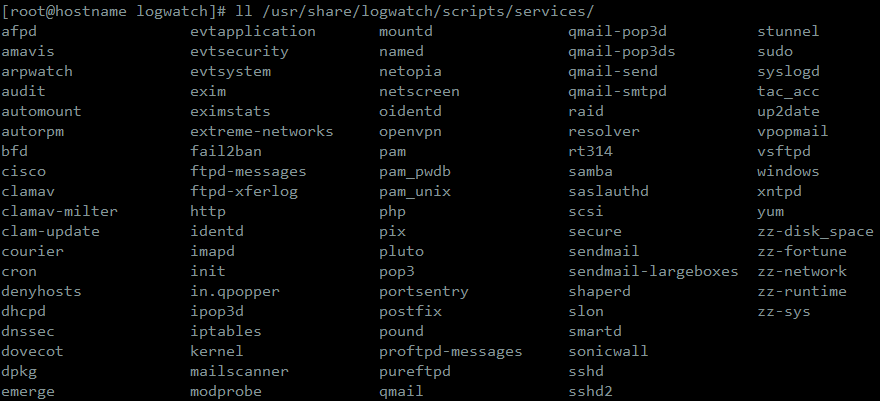 [root@hostname logwatch]# ll /usr/share/logwatch/scripts/services/
afpd evtapplication mountd qmail-pop3d stunnel
amavis evtsecurity named qmail-pop3ds sudo
arpwatch evtsystem netopia qmail-send syslogd
audit exim netscreen qmail-smtpd tac_acc
automount eximstats oidentd raid up2date
autorpm extreme-networks openvpn resolver vpopmail
bfd fail2ban pam rt314 vsftpd
cisco ftpd-messages pam_pwdb samba windows
clamav ftpd-xferlog pam_unix saslauthd xntpd
clamav-milter http php scsi yum
clam-update identd pix secure zz-disk_space
courier imapd pluto sendmail zz-fortune
cron init pop3 sendmail-largeboxes zz-network
denyhosts in.qpopper portsentry shaperd zz-runtime
dhcpd ipop3d postfix slon zz-sys
dnssec iptables pound smartd
dovecot kernel proftpd-messages sonicwall
dpkg mailscanner pureftpd sshd
emerge modprobe qmail sshd2